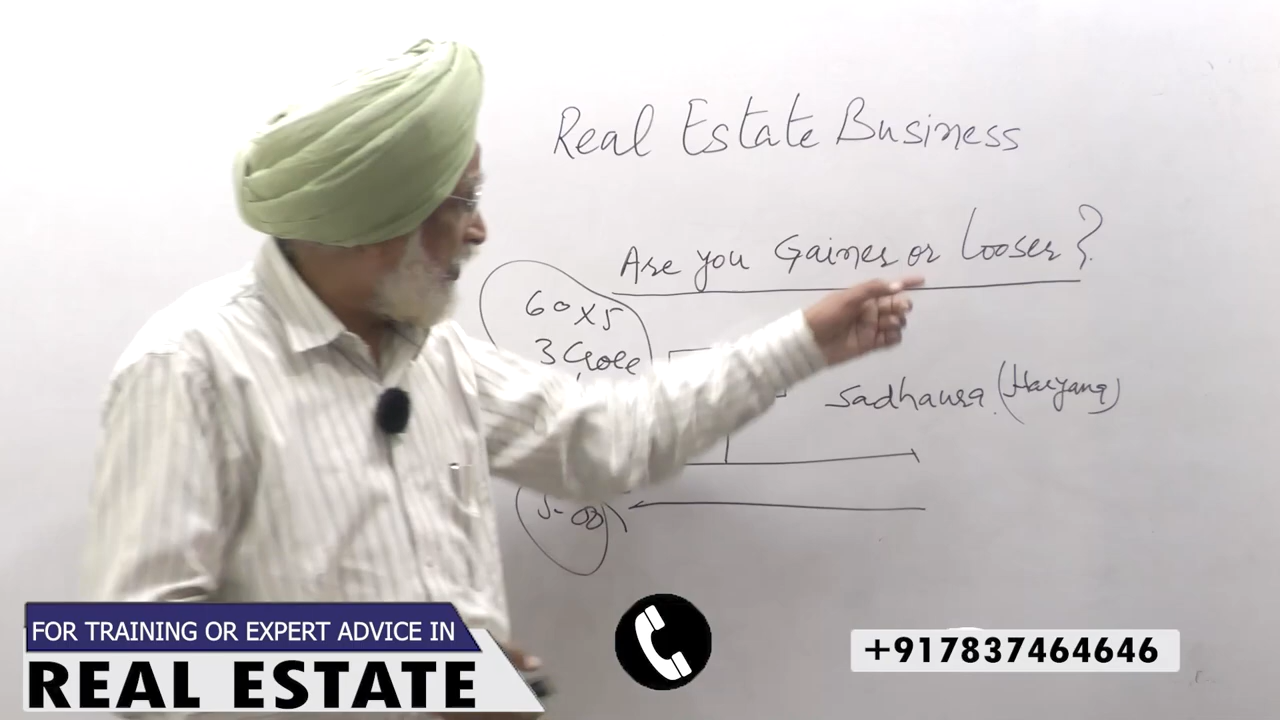 Real Estate Business
Are you Gainer or Looser?
60x5
3 Crore
Sadhaura (Haryana)
FOR TRAINING OR EXPERT ADVICE IN
REAL ESTATE
+917837464646